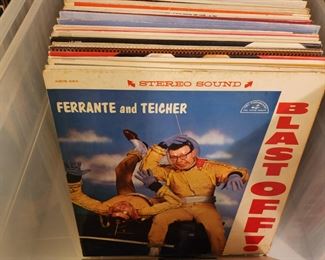 STEREO SOUND
FERRANTE and TEICHER
BLAST OFF!